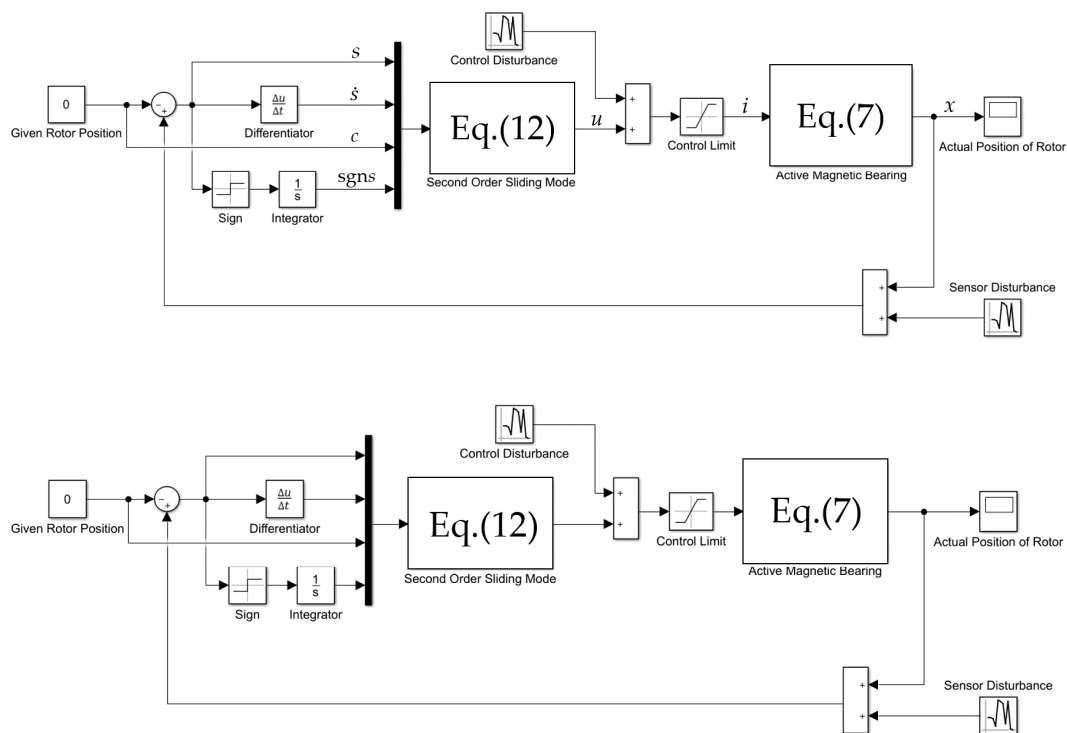 Control Disturbance
s
0
Given Rotor Position
-
+
Δu
Δt
Differentiator
ṡ
c
Sign
1
s
Integrator
sgns
Eq.(12)
Second Order Sliding Mode
u
+
+
Control Limit
i
Eq.(7)
Active Magnetic Bearing
x
Actual Position of Rotor
+
+
Sensor Disturbance
Control Disturbance
0
Given Rotor Position
-
+
Δu
Δt
Differentiator
Sign
1
s
Integrator
Eq.(12)
Second Order Sliding Mode
+
+
Control Limit
Eq.(7)
Active Magnetic Bearing
Actual Position of Rotor
+
+
Sensor Disturbance